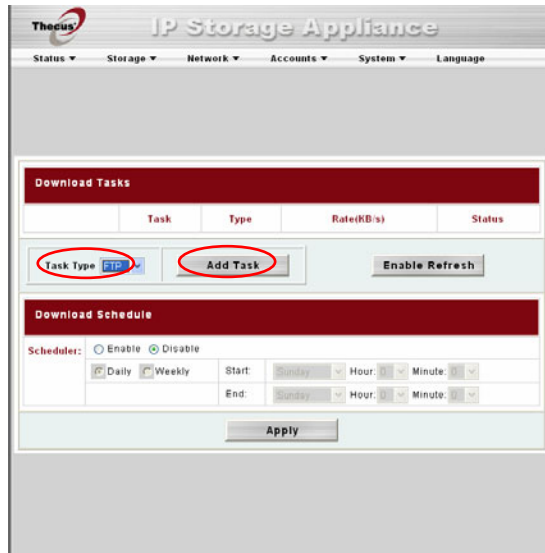 Thecus
IP Storage Appliance
Status Storage Network Accounts System Language
Download Tasks
Task Type Rate(KB/s) Status
Task Type FTP Add Task Enable Refresh
Download Schedule
Scheduler: Enable Disable
Daily Weekly Start: Sunday Hour: 0 Minute: 0
End: Sunday Hour: 0 Minute: 0
Apply